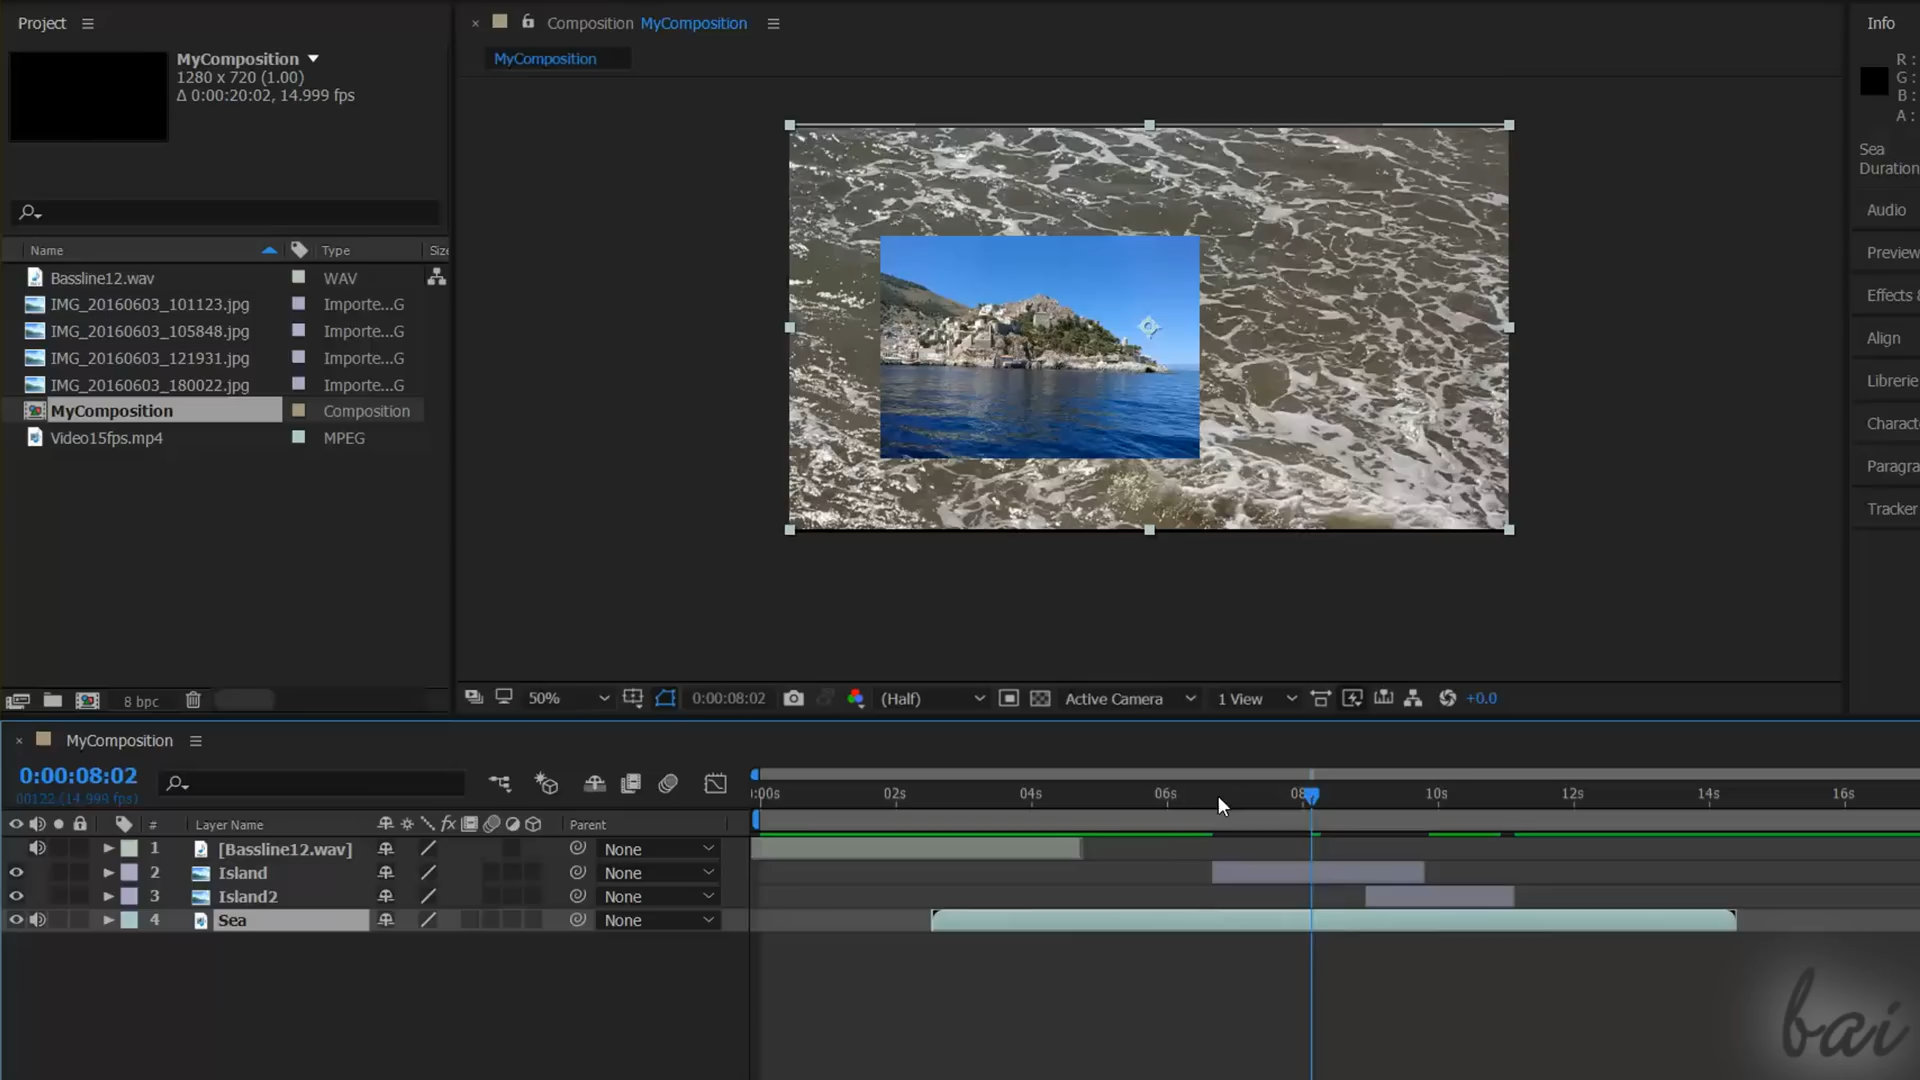 Project
MyComposition
1280 x 720 (1.00)
Δ 0:00:20:02, 14.999 fps
Name Type Size
Bassline12.wav WAV
IMG_20160603_101123.jpg Importe...G
IMG_20160603_105848.jpg Importe...G
IMG_20160603_121931.jpg Importe...G
IMG_20160603_180022.jpg Importe...G
MyComposition Composition
Video15fps.mp4 MPEG
8 bpc
Composition MyComposition
MyComposition
50% 0:00:08:02 (Half) Active Camera 1 View +0.0
Info
R :
G :
B :
A :
Sea
Duration
Audio
Preview
Effects &
Align
Librerie
Charact
Paragra
Tracker
MyComposition
0:00:08:02
00122 (14.999 fps)
# Layer Name fx Parent
1 [Bassline12.wav] None
2 Island None
3 Island2 None
4 Sea None
:00s 02s 04s 06s 08 10s 12s 14s 16s
bai